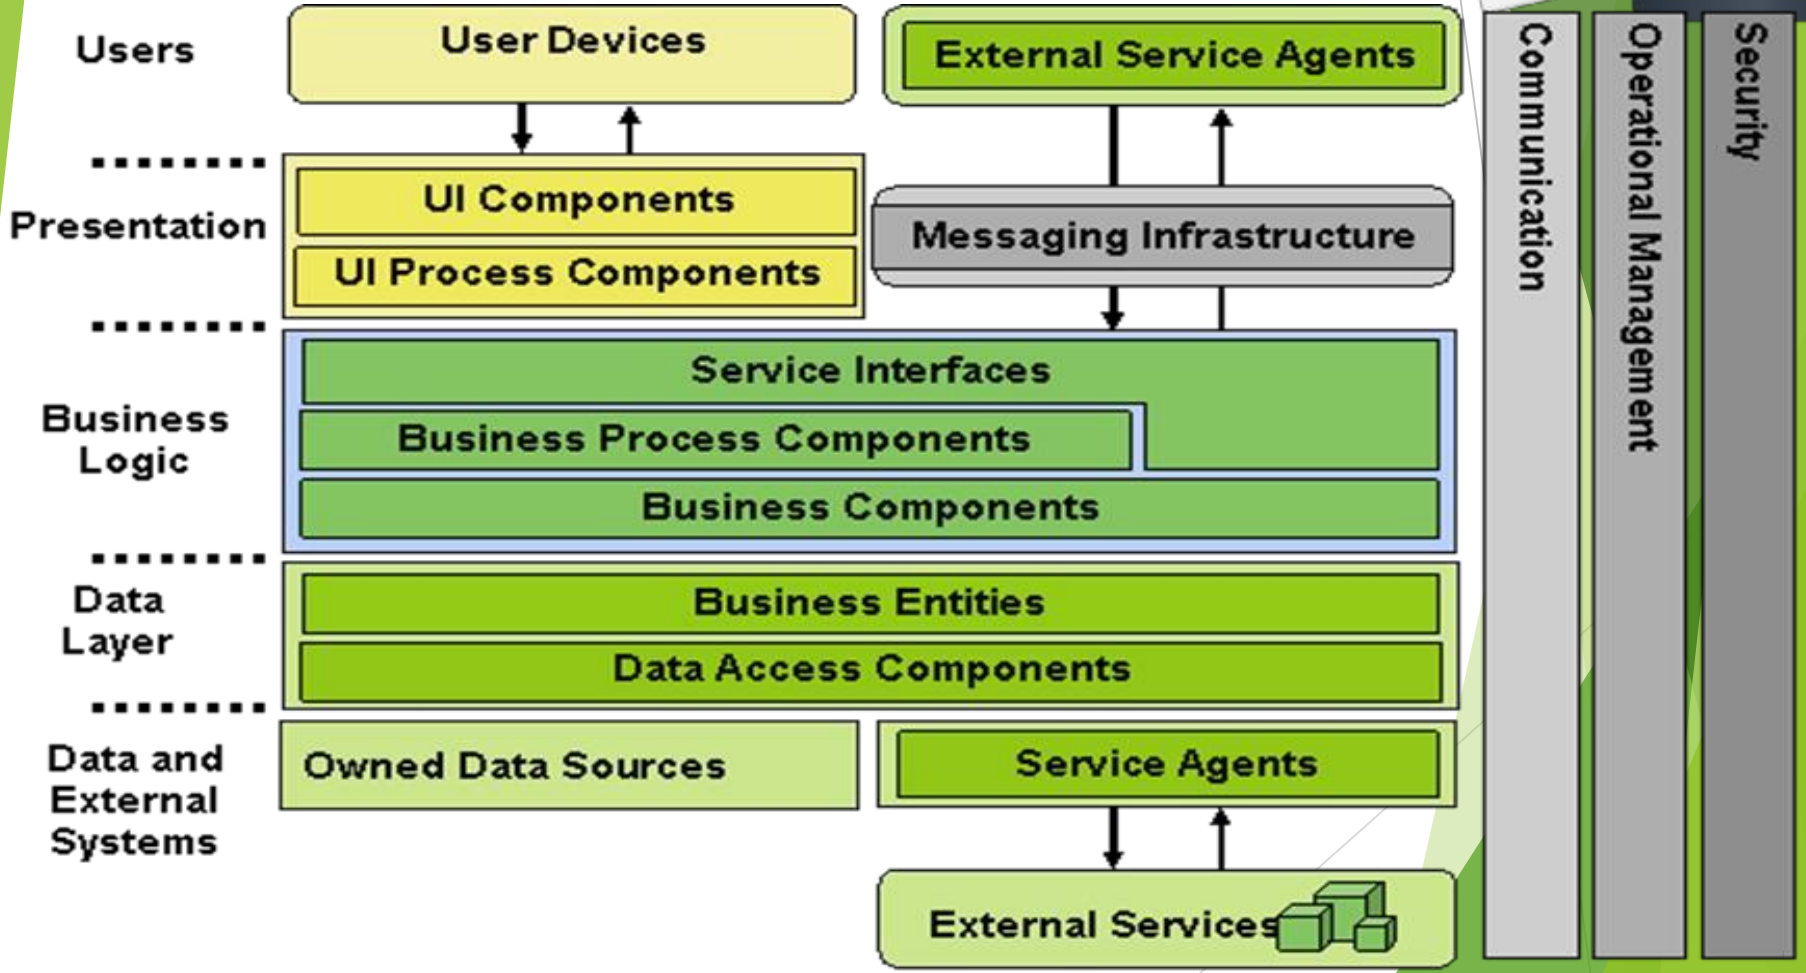 Users
User Devices
External Service Agents
Presentation
UI Components
UI Process Components
Messaging Infrastructure
Business
Logic
Service Interfaces
Business Process Components
Business Components
Data
Layer
Business Entities
Data Access Components
Data and
External
Systems
Owned Data Sources
Service Agents
External Services
Communication
Operational Management
Security